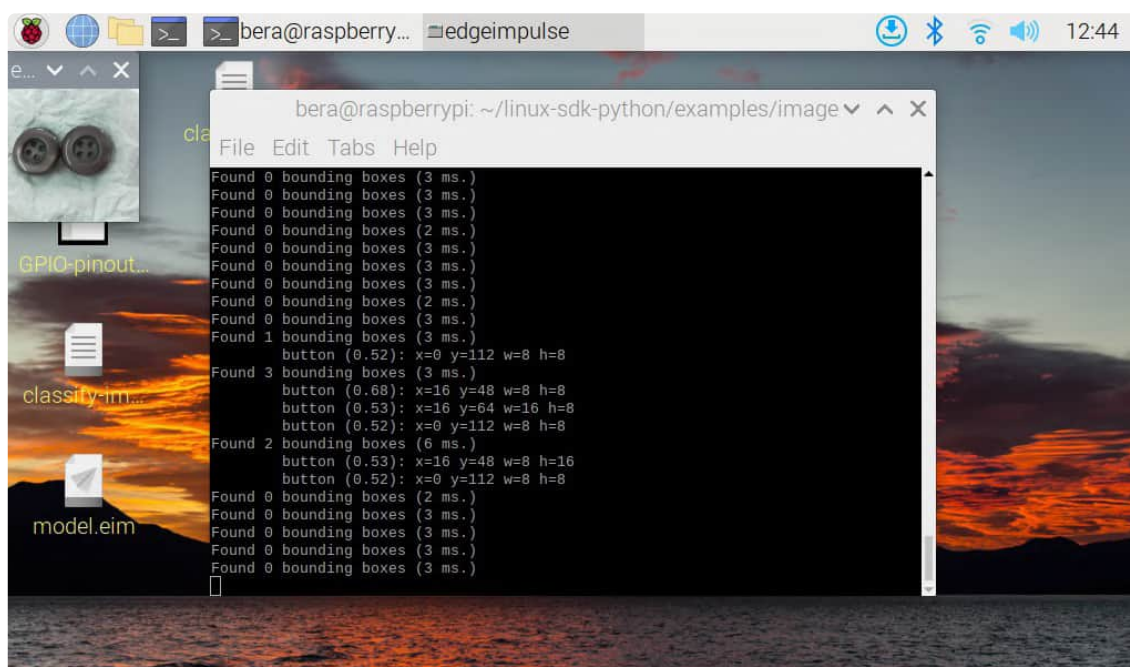 bera@raspberry... edgeimpulse 12:44
e...
bera@raspberrypi: ~/linux-sdk-python/examples/image
File Edit Tabs Help
Found 0 bounding boxes (3 ms.)
Found 0 bounding boxes (3 ms.)
Found 0 bounding boxes (3 ms.)
Found 0 bounding boxes (2 ms.)
Found 0 bounding boxes (3 ms.)
Found 0 bounding boxes (3 ms.)
Found 0 bounding boxes (3 ms.)
Found 0 bounding boxes (2 ms.)
Found 0 bounding boxes (3 ms.)
Found 1 bounding boxes (3 ms.)
button (0.52): x=0 y=112 w=8 h=8
Found 3 bounding boxes (3 ms.)
button (0.68): x=16 y=48 w=8 h=8
button (0.53): x=16 y=64 w=16 h=8
button (0.52): x=0 y=112 w=8 h=8
Found 2 bounding boxes (6 ms.)
button (0.53): x=16 y=48 w=8 h=16
button (0.52): x=0 y=112 w=8 h=8
Found 0 bounding boxes (2 ms.)
Found 0 bounding boxes (3 ms.)
Found 0 bounding boxes (3 ms.)
Found 0 bounding boxes (3 ms.)
Found 0 bounding boxes (3 ms.)
cla
GPIO-pinout...
classify-im...
model.eim